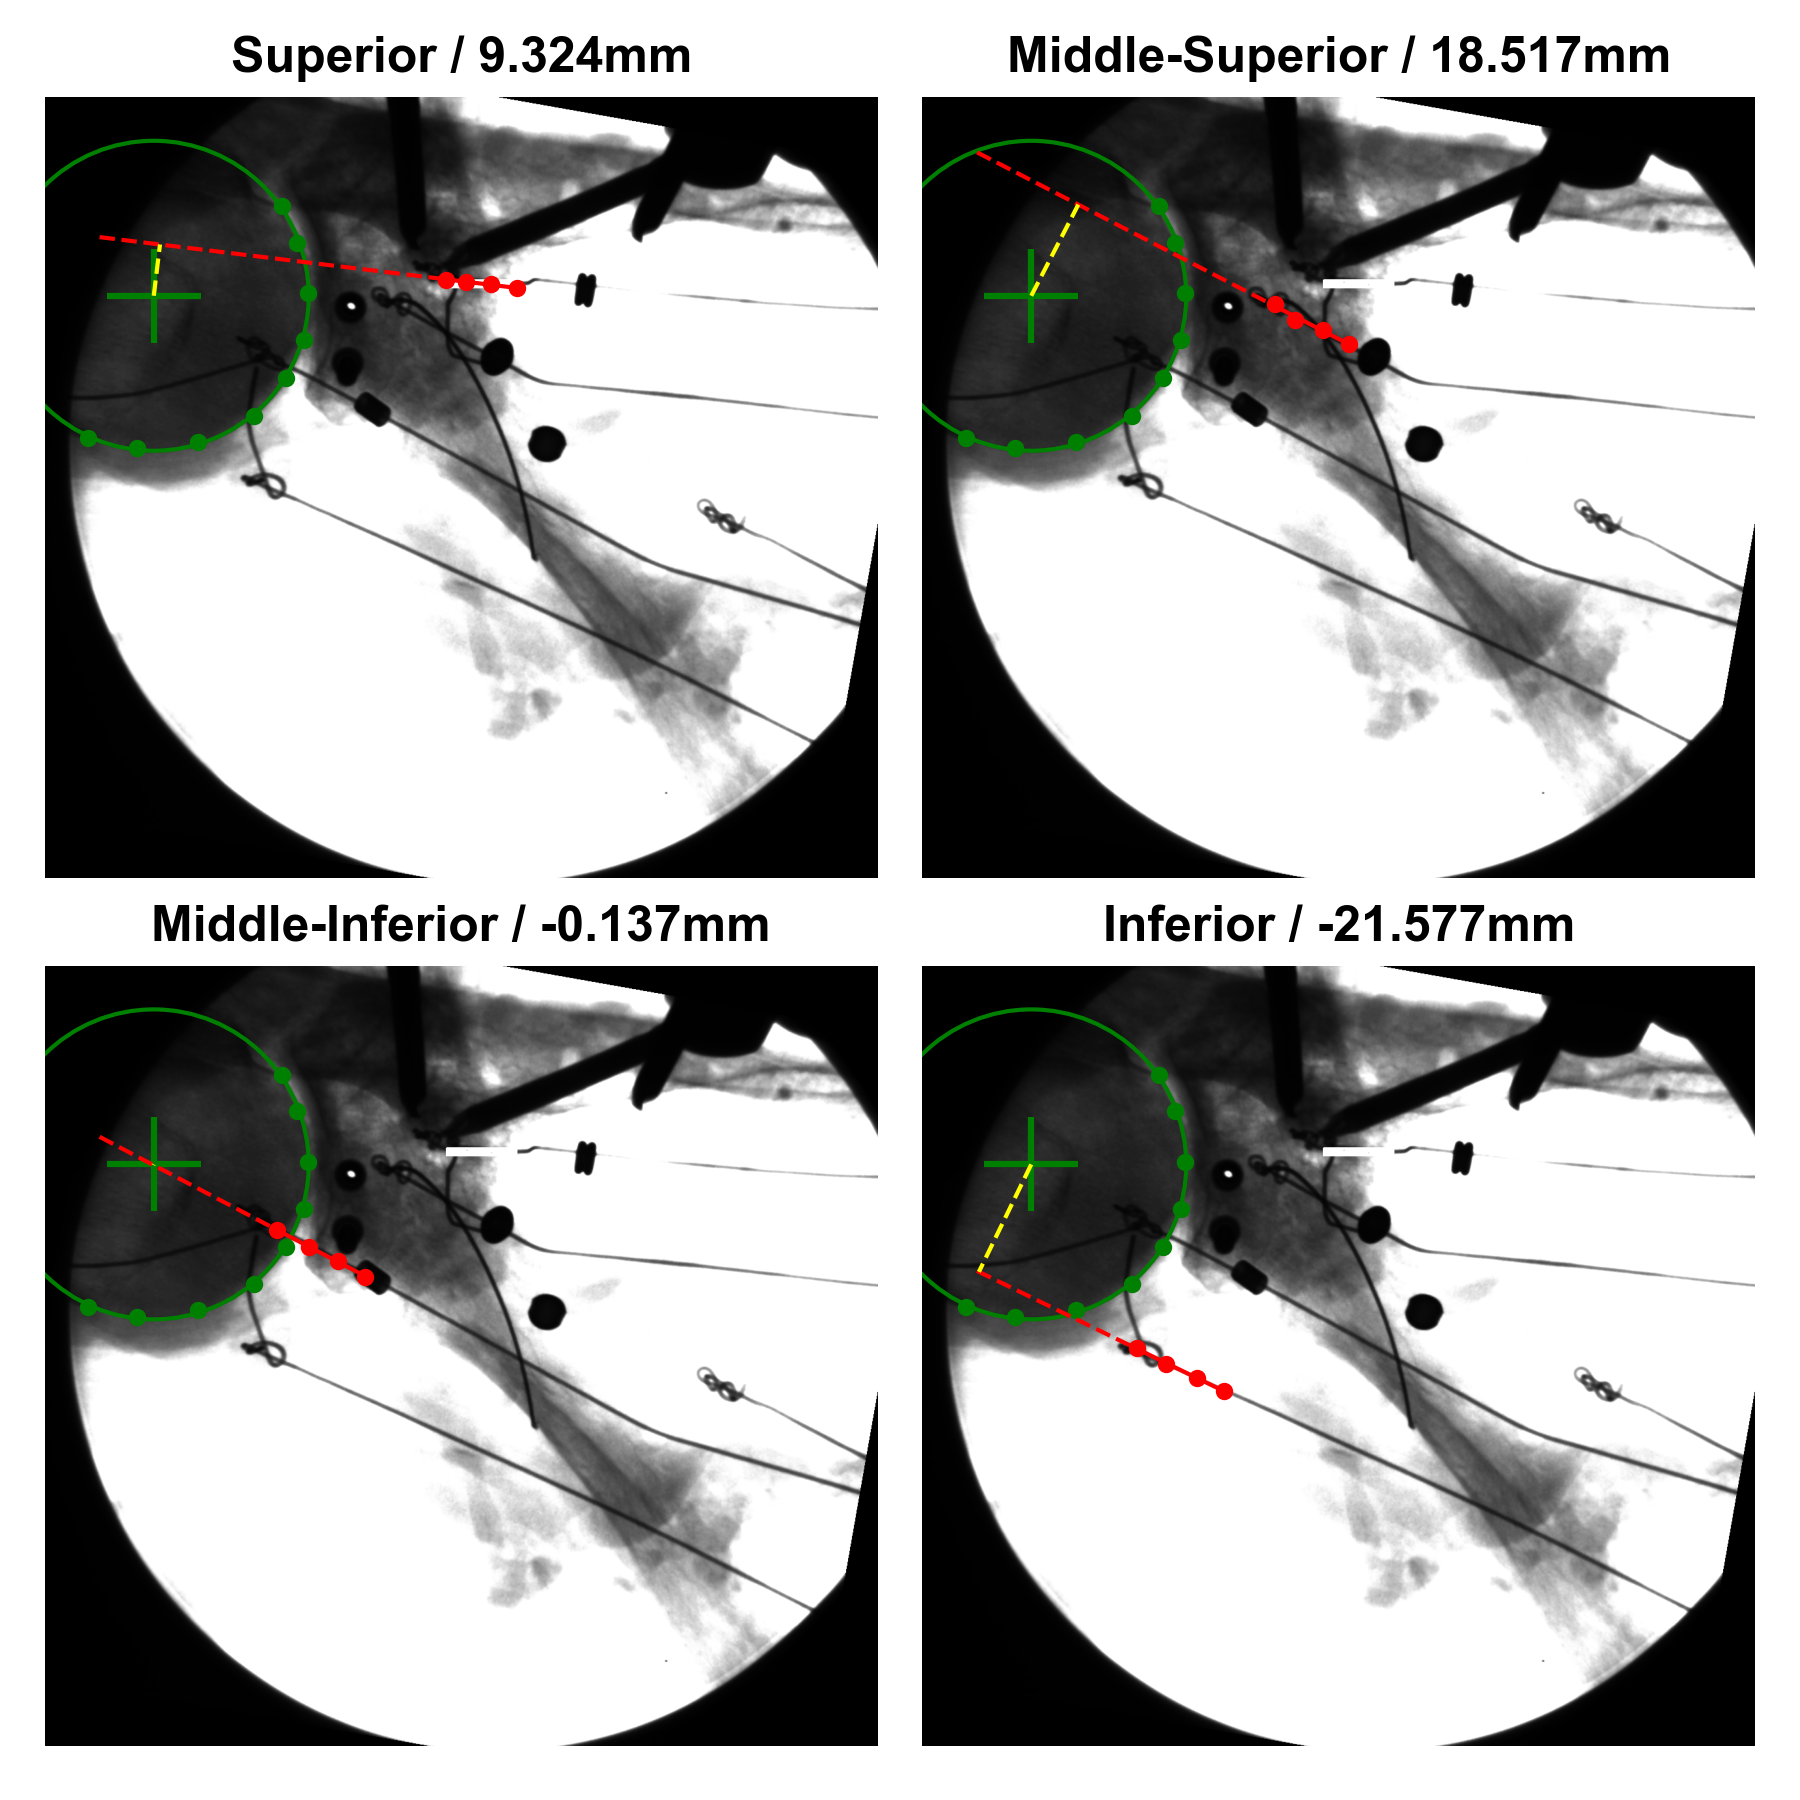 Superior / 9.324mm
Middle-Superior / 18.517mm
Middle-Inferior / -0.137mm
Inferior / -21.577mm